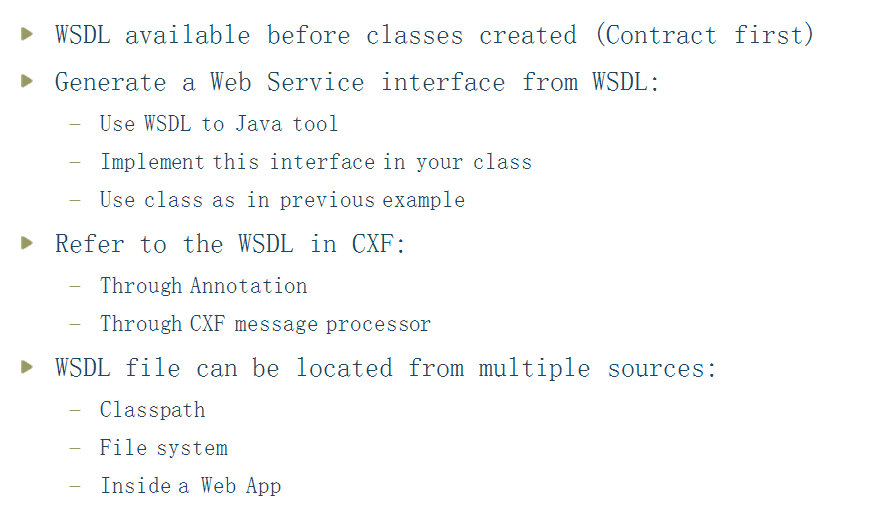 WSDL available before classes created (Contract first)
Generate a Web Service interface from WSDL:
– Use WSDL to Java tool
– Implement this interface in your class
– Use class as in previous example
Refer to the WSDL in CXF:
– Through Annotation
– Through CXF message processor
WSDL file can be located from multiple sources:
– Classpath
– File system
– Inside a Web App